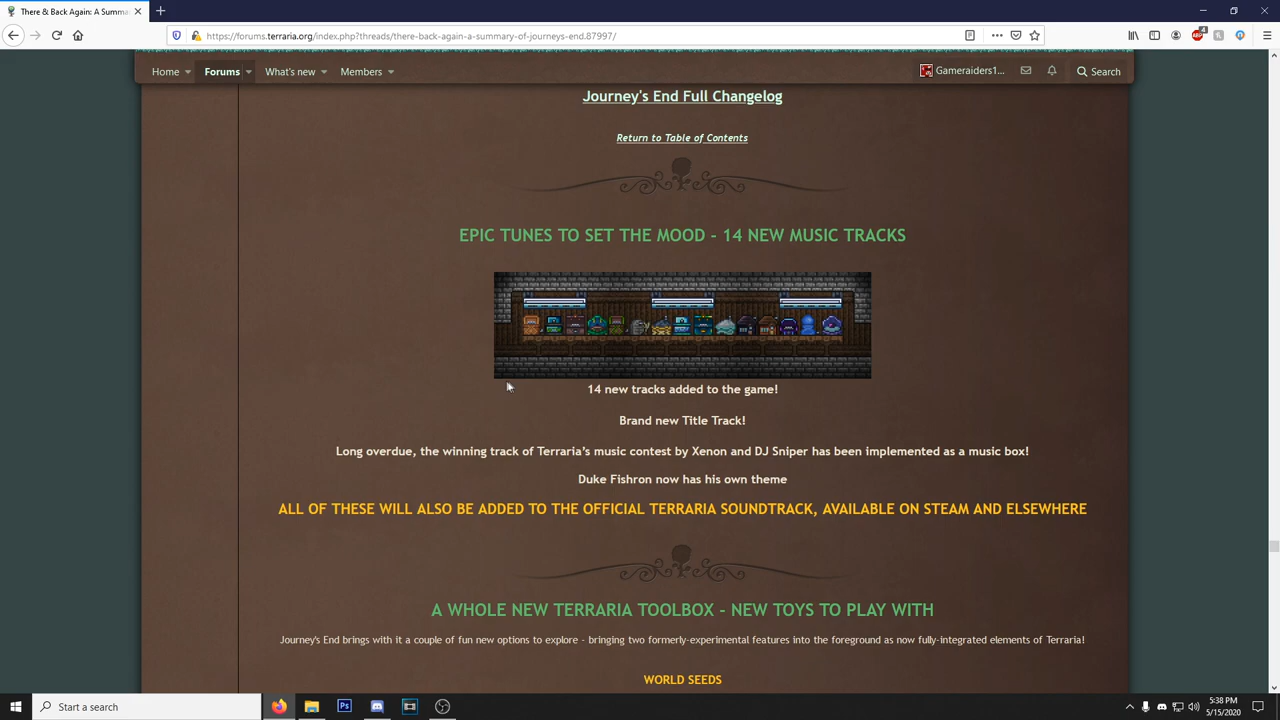 There & Back Again: A Summa
https://forums.terraria.org/index.php?threads/there-back-again-a-summary-of-journeys-end.87997/
Home
Forums
What's new
Members
Gameraiders1...
Search
Journey's End Full Changelog
Return to Table of Contents
EPIC TUNES TO SET THE MOOD - 14 NEW MUSIC TRACKS
14 new tracks added to the game!
Brand new Title Track!
Long overdue, the winning track of Terraria’s music contest by Xenon and DJ Sniper has been implemented as a music box!
Duke Fishron now has his own theme
ALL OF THESE WILL ALSO BE ADDED TO THE OFFICIAL TERRARIA SOUNDTRACK, AVAILABLE ON STEAM AND ELSEWHERE
A WHOLE NEW TERRARIA TOOLBOX - NEW TOYS TO PLAY WITH
Journey's End brings with it a couple of fun new options to explore - bringing two formerly-experimental features into the foreground as now fully-integrated elements of Terraria!
WORLD SEEDS
Start a search
Ps
5:38 PM
5/15/2020